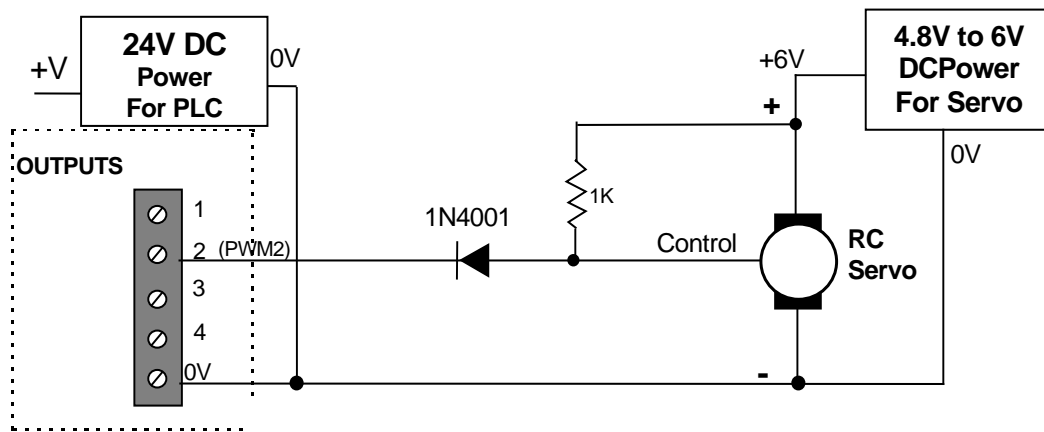 24V DC
Power
For PLC
+V
0V
4.8V to 6V
DCPower
For Servo
+6V
+
0V
OUTPUTS
1
2 (PWM2)
3
4
0V
1N4001
1K
Control
RC
Servo
-